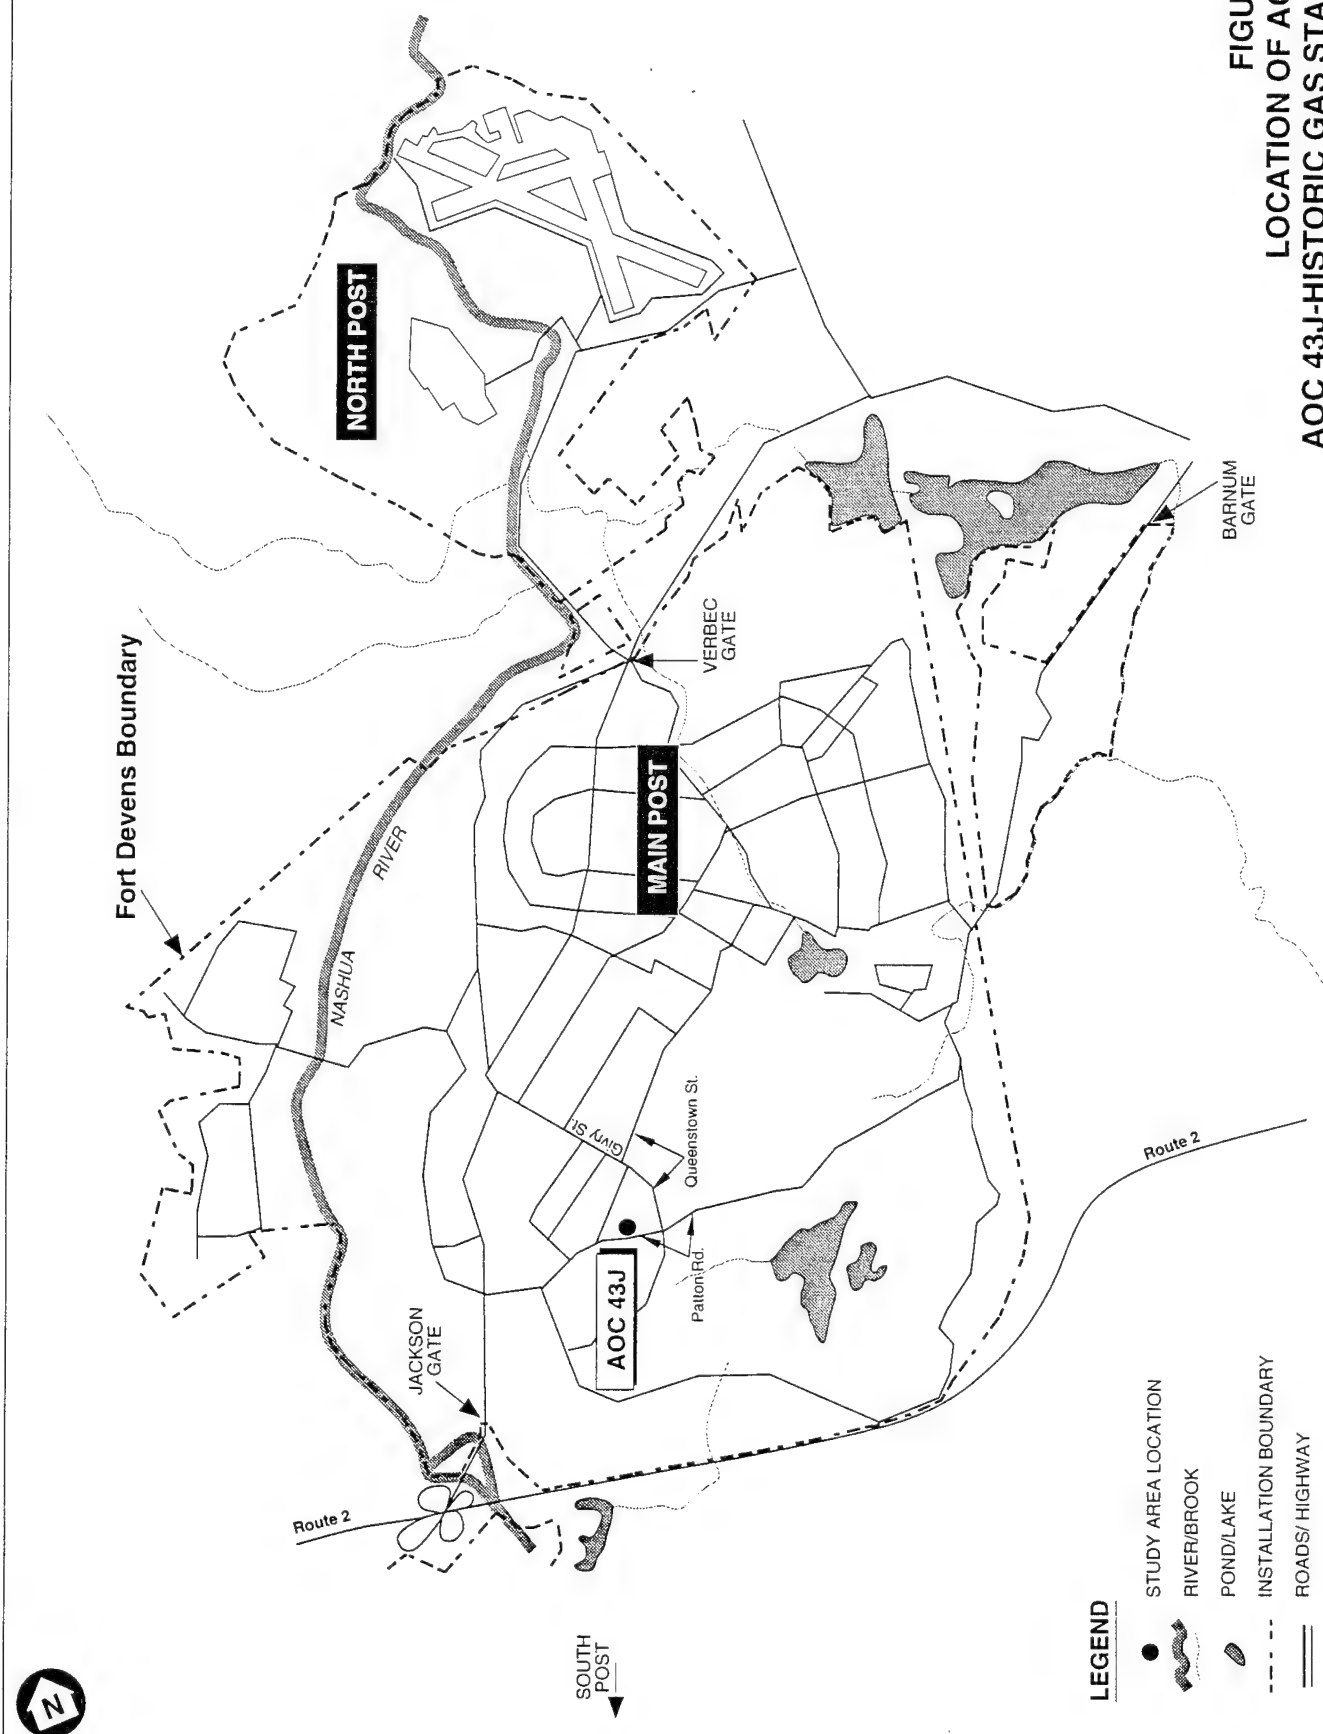 FIGU
LOCATION OF AO
AOC 43J-HISTORIC GAS STA
NORTH POST
Fort Devens Boundary
RIVER
NASHUA
VERBEC
GATE
BARNUM
GATE
MAIN POST
Givry St.
Queenstown St.
Patton Rd.
AOC 43J
JACKSON
GATE
Route 2
Route 2
SOUTH
POST
N
LEGEND
STUDY AREA LOCATION
RIVER/BROOK
POND/LAKE
INSTALLATION BOUNDARY
ROADS/ HIGHWAY